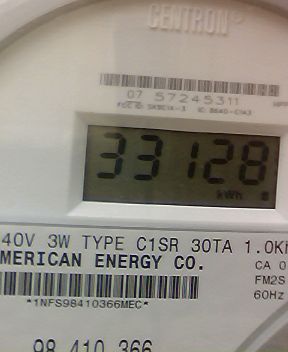 CENTRON®
07 57245311
33128
kWh
40V 3W TYPE C1SR 30TA 1.0K
MERICAN ENERGY CO.
CA 0
FM2S
60Hz
*1NFS98410366MEC*
98 410 366